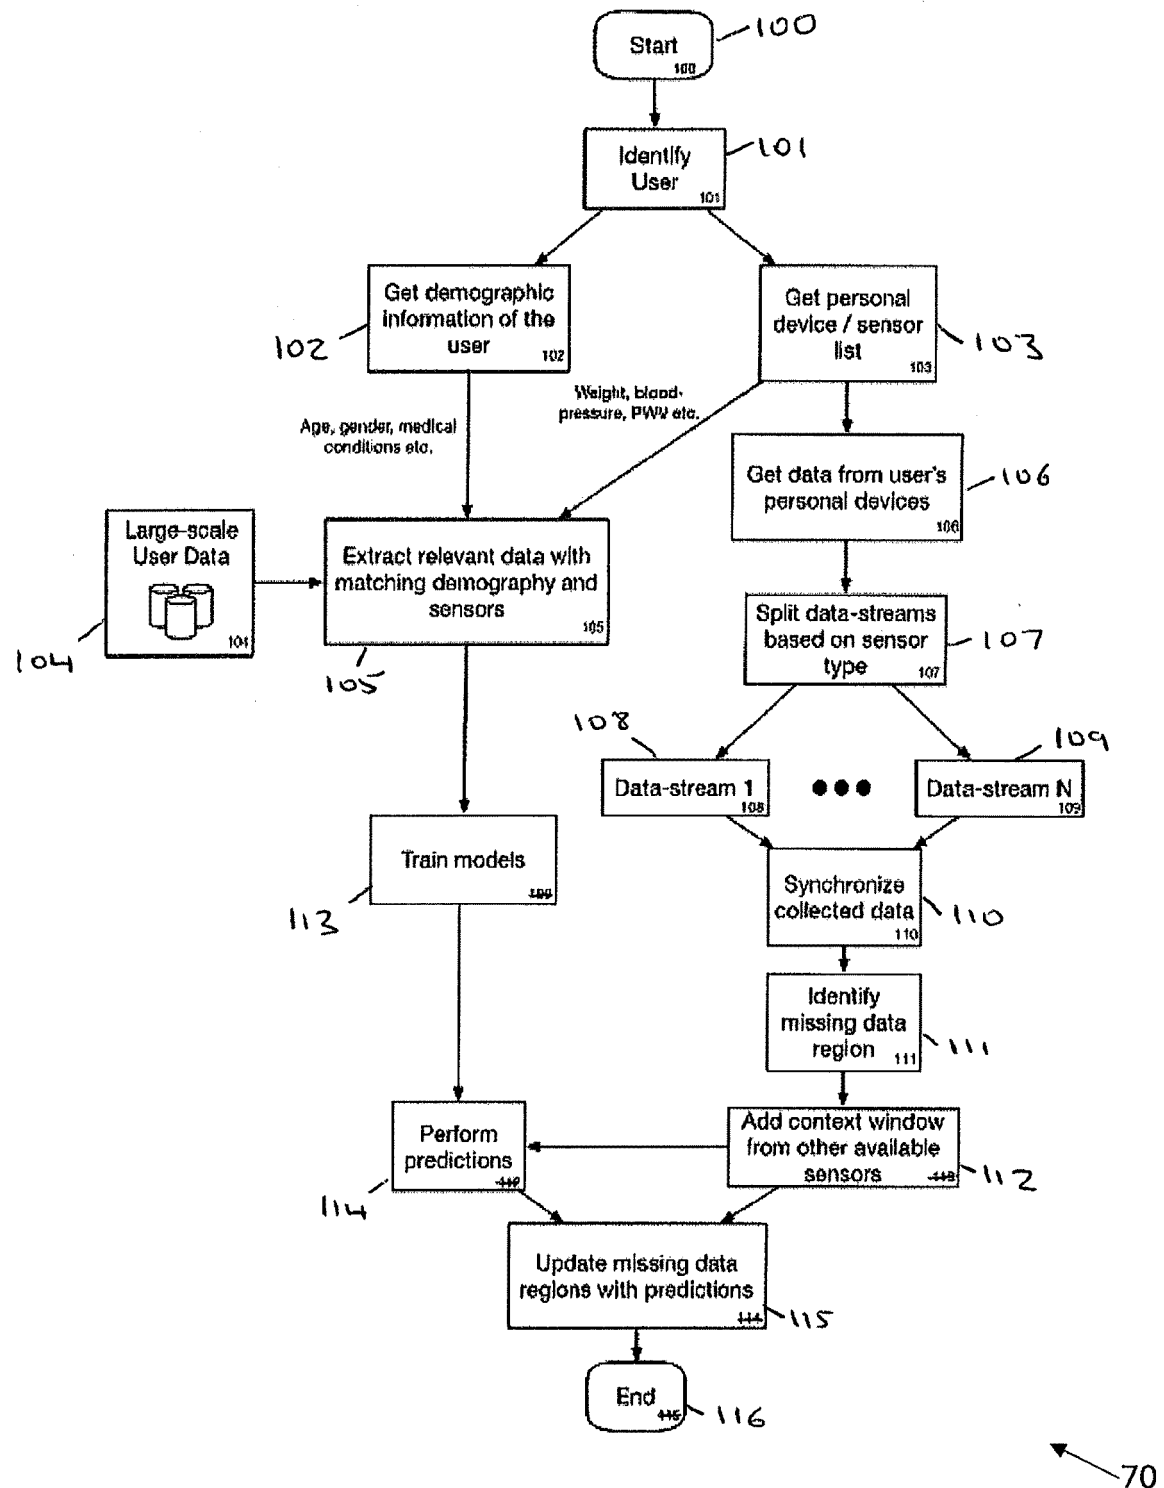 Start
100
100
Identify
User
101
101
Get demographic
information of the
user
102
102
Get personal
device / sensor
list
103
103
Age, gender, medical
conditions etc.
Weight, blood-
pressure, PWV etc.
Get data from user's
personal devices
106
106
Large-scale
User Data
104
104
Extract relevant data with
matching demography and
sensors
105
105
Split data-streams
based on sensor
type
107
107
108
Data-stream 1
108
109
Data-stream N
109
Train models
113
Synchronize
collected data
110
110
Identify
missing data
region
111
111
Perform
predictions
114
Add context window
from other available
sensors
112
Update missing data
regions with predictions
115
End
116
70